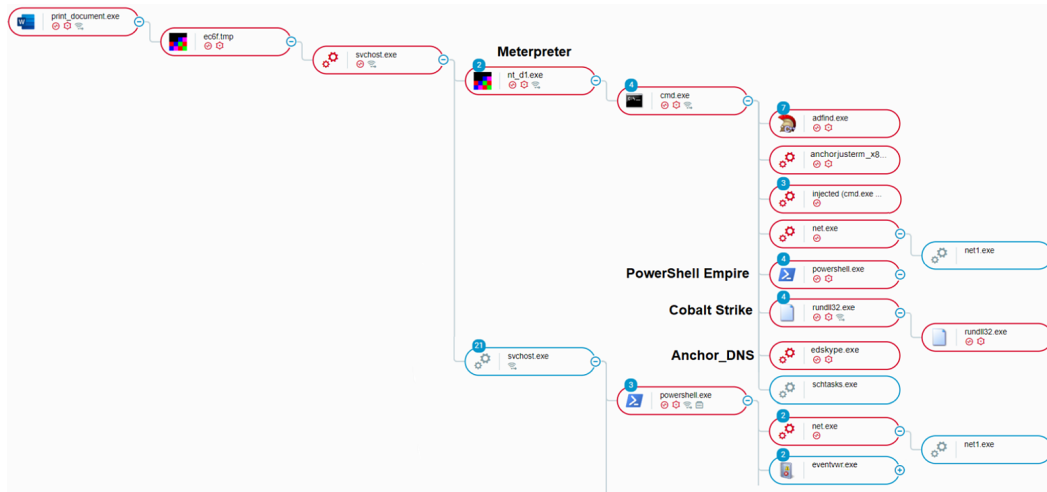 print_document.exe
ec6f.tmp
svchost.exe
Meterpreter
2
nt_d1.exe
4
cmd.exe
7
adfind.exe
anchorjusterm_x8...
3
injected (cmd.exe ...
net.exe
net1.exe
PowerShell Empire
4
powershell.exe
Cobalt Strike
4
rundll32.exe
rundll32.exe
Anchor_DNS
edskype.exe
21
svchost.exe
schtasks.exe
3
powershell.exe
2
net.exe
net1.exe
2
eventvwr.exe